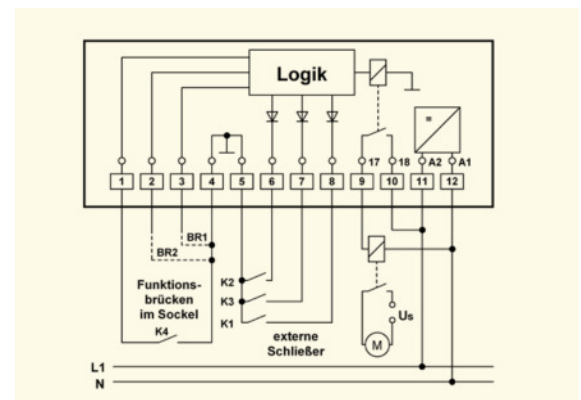 Logik
=
17 18 A2 A1
1 2 3 4 5 6 7 8 9 10 11 12
BR1
BR2
Funktions-
brücken
im Sockel
K4
K2
K3
K1
externe
Schließer
Us
M
L1
N